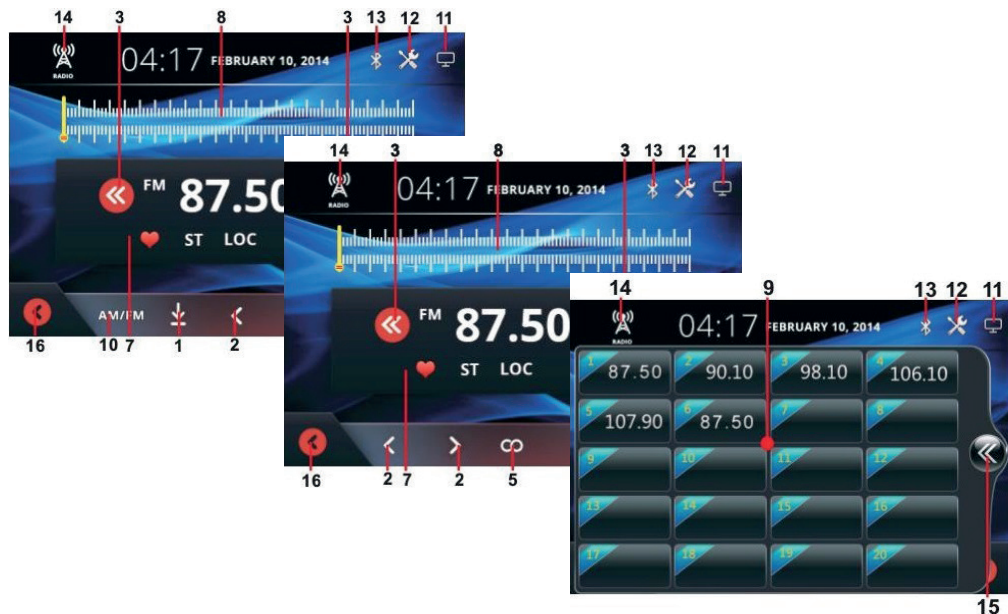 14 3 8 3 13 12 11
04:17 FEBRUARY 10, 2014
RADIO
FM 87.50
ST LOC
AM/FM
16 10 7 1 2
14 3 8 3 13 12 11
04:17 FEBRUARY 10, 2014
RADIO
FM 87.50
ST LOC
16 2 7 2 5
14 9 13 12 11
04:17 FEBRUARY 10, 2014
RADIO
1 87.50 2 90.10 3 98.10 4 106.10
5 107.90 6 87.50 7 8
9 10 11 12
13 14 15 16
17 18 19 20
15